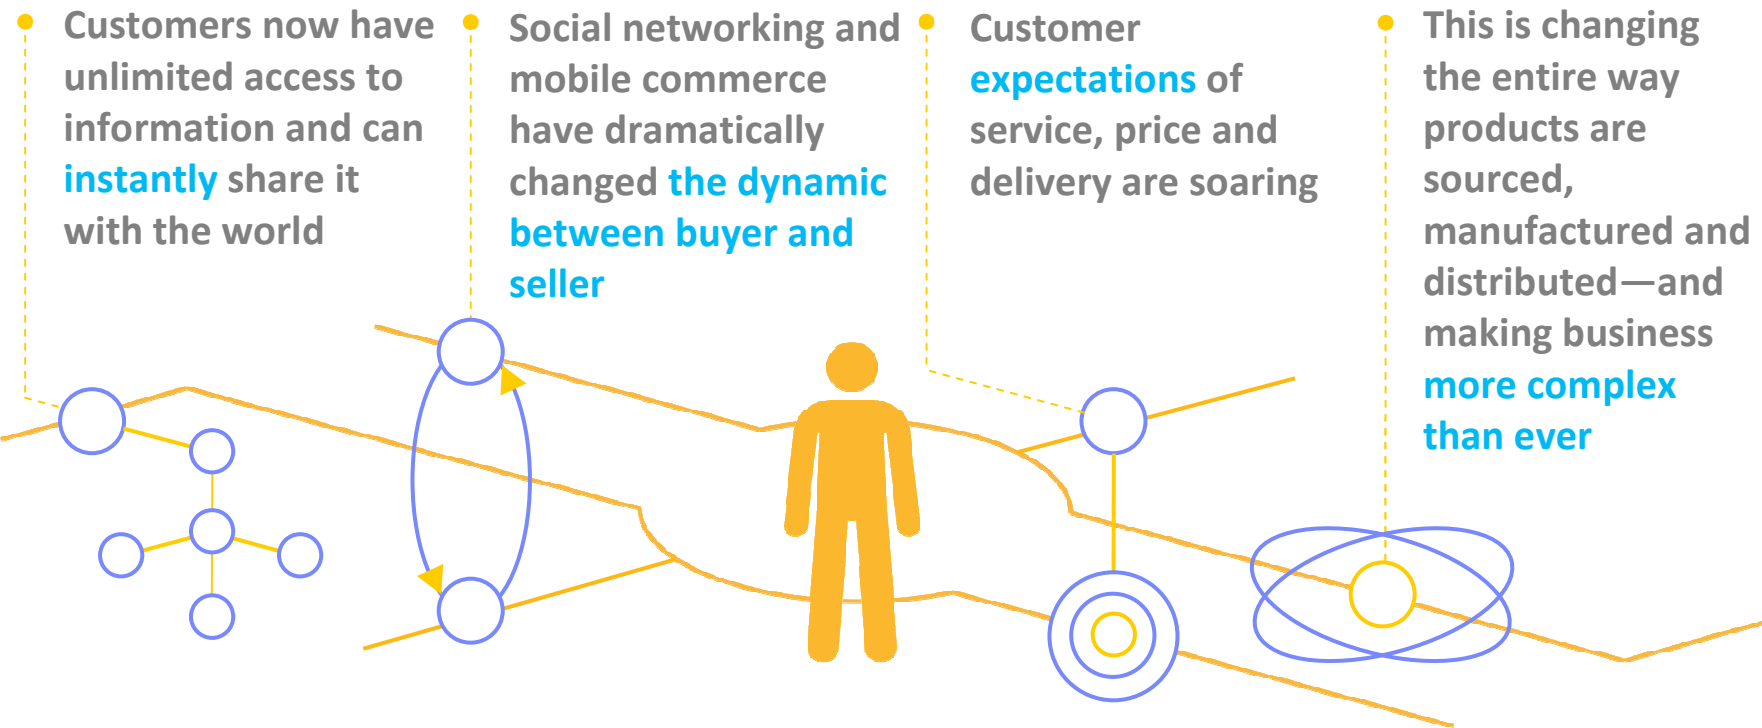 Customers now have
unlimited access to
information and can
instantly share it
with the world
Social networking and
mobile commerce
have dramatically
changed the dynamic
between buyer and
seller
Customer
expectations of
service, price and
delivery are soaring
This is changing
the entire way
products are
sourced,
manufactured and
distributed—and
making business
more complex
than ever